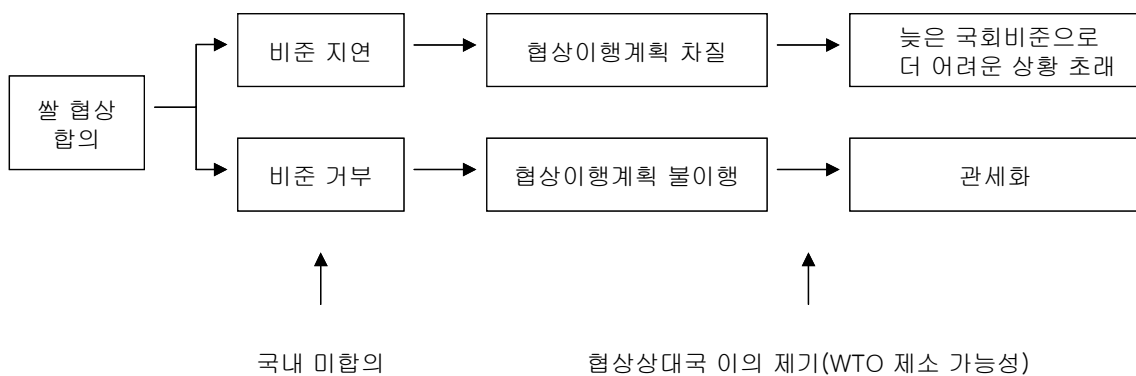 쌀 협상
합의
비준 지연
협상이행계획 차질
늦은 국회비준으로
더 어려운 상황 초래
비준 거부
협상이행계획 불이행
관세화
국내 미합의
협상상대국 이의 제기(WTO 제소 가능성)